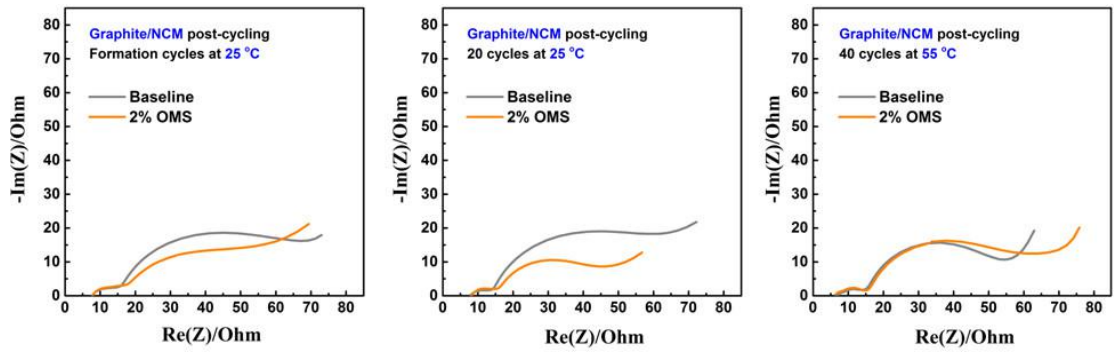 Graphite/NCM post-cycling
Formation cycles at 25 °C
Baseline
2% OMS
-Im(Z)/Ohm
80
70
60
50
40
30
20
10
0
0 10 20 30 40 50 60 70 80
Re(Z)/Ohm
Graphite/NCM post-cycling
20 cycles at 25 °C
Baseline
2% OMS
-Im(Z)/Ohm
80
70
60
50
40
30
20
10
0
0 10 20 30 40 50 60 70 80
Re(Z)/Ohm
Graphite/NCM post-cycling
40 cycles at 55 °C
Baseline
2% OMS
-Im(Z)/Ohm
80
70
60
50
40
30
20
10
0
0 10 20 30 40 50 60 70 80
Re(Z)/Ohm